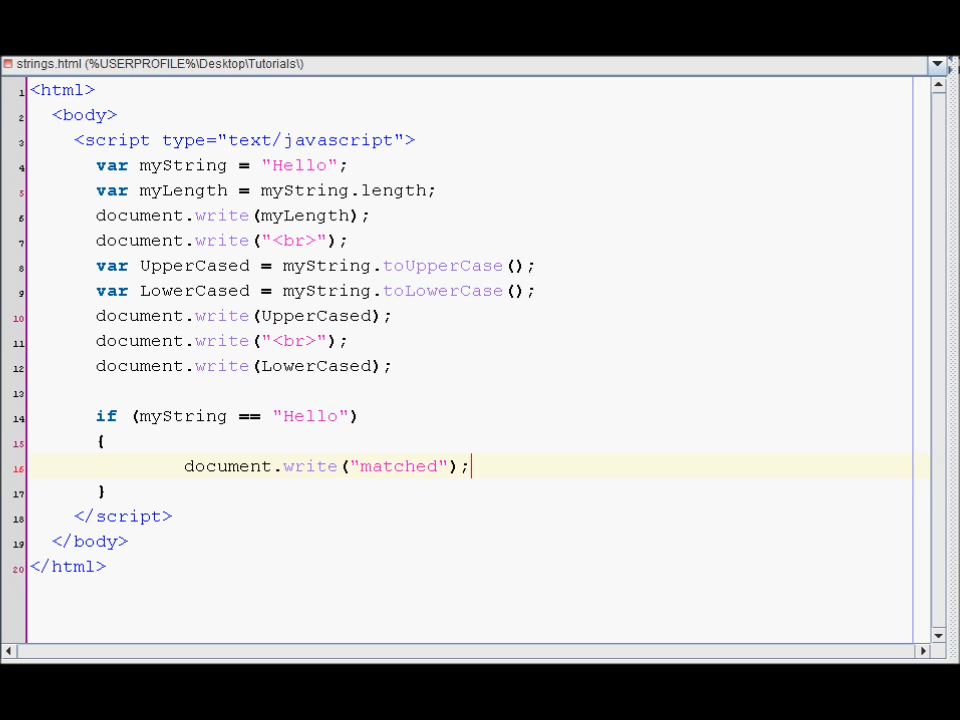 strings.html (%USERPROFILE%\Desktop\Tutorials\)
1 <html>
2 <body>
3 <script type="text/javascript">
4 var myString = "Hello";
5 var myLength = myString.length;
6 document.write(myLength);
7 document.write("<br>");
8 var UpperCased = myString.toUpperCase();
9 var LowerCased = myString.toLowerCase();
10 document.write(UpperCased);
11 document.write("<br>");
12 document.write(LowerCased);
13
14 if (myString == "Hello")
15 {
16 document.write("matched");
17 }
18 </script>
19 </body>
20 </html>